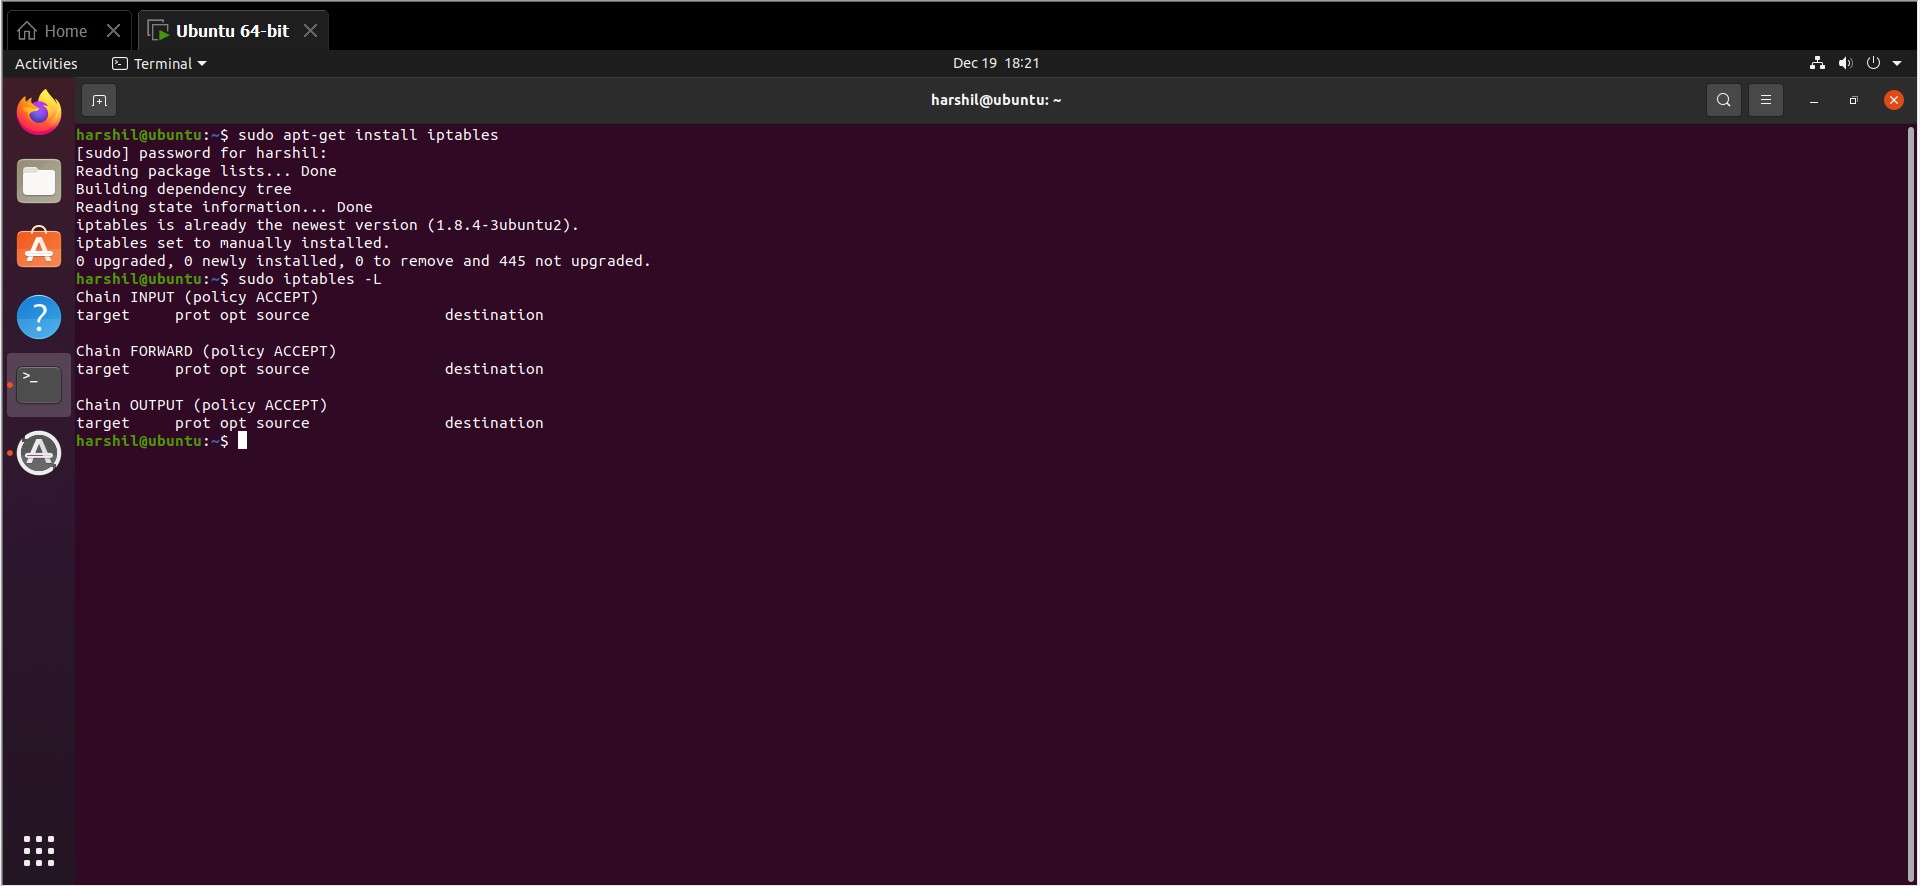 Home
Ubuntu 64-bit
Activities
Terminal
Dec 19 18:21
harshil@ubuntu: ~
harshil@ubuntu:~$ sudo apt-get install iptables
[sudo] password for harshil:
Reading package lists... Done
Building dependency tree
Reading state information... Done
iptables is already the newest version (1.8.4-3ubuntu2).
iptables set to manually installed.
0 upgraded, 0 newly installed, 0 to remove and 445 not upgraded.
harshil@ubuntu:~$ sudo iptables -L
Chain INPUT (policy ACCEPT)
target     prot opt source               destination
Chain FORWARD (policy ACCEPT)
target     prot opt source               destination
Chain OUTPUT (policy ACCEPT)
target     prot opt source               destination
harshil@ubuntu:~$